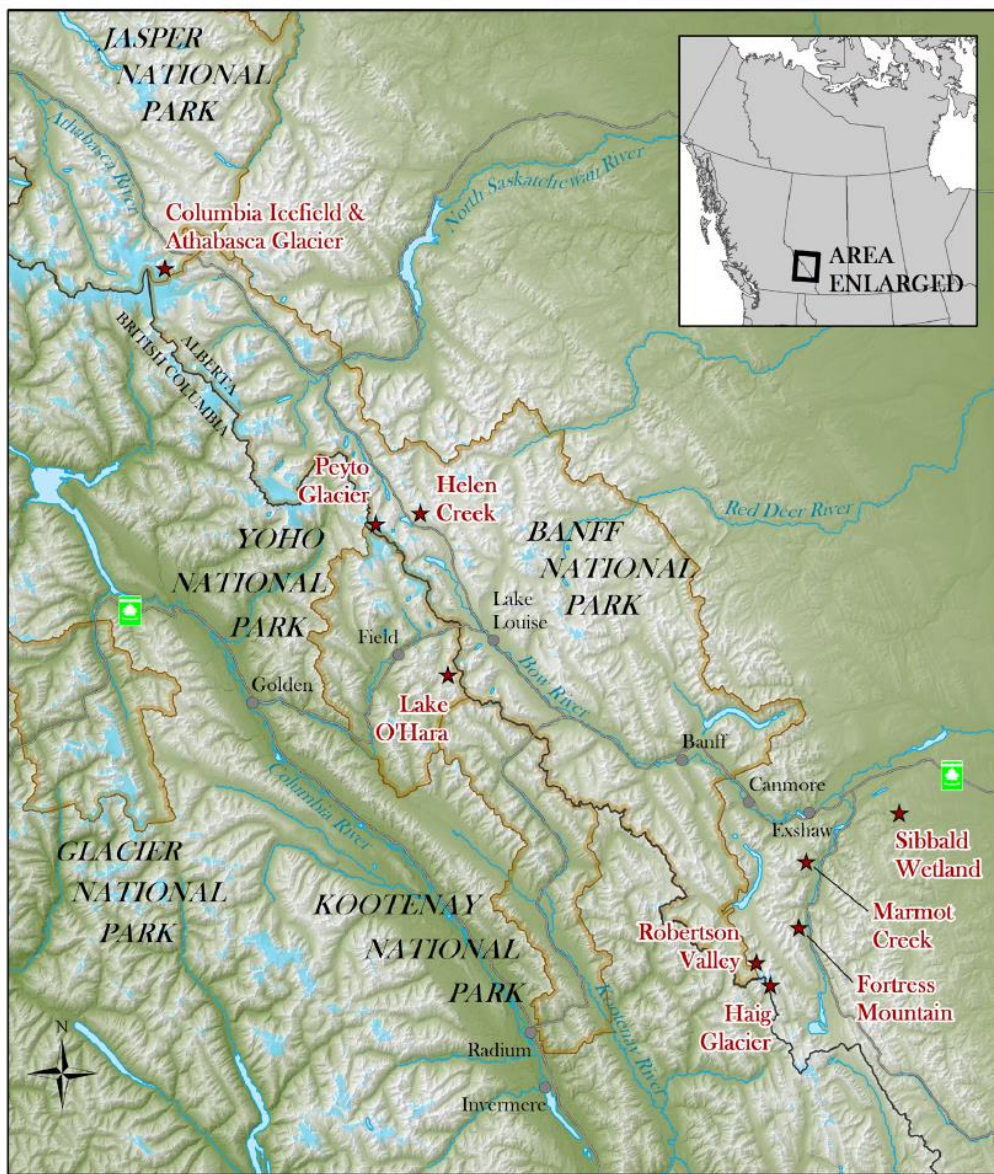 JASPER
NATIONAL
PARK
Athabasca River
Columbia Icefield &
Athabasca Glacier
North Saskatchewan River
AREA
ENLARGED
ALBERTA
BRITISH COLUMBIA
Peyto
Glacier
Helen
Creek
Red Deer River
YOHO
NATIONAL
PARK
BANFF
NATIONAL
PARK
Lake
Louise
Field
Golden
Lake
O'Hara
Bow River
Banff
Canmore
Exshaw
Sibbald
Wetland
Columbia River
GLACIER
NATIONAL
PARK
KOOTENAY
NATIONAL
PARK
Marmot
Creek
Robertson
Valley
Fortress
Mountain
Haig
Glacier
Kootenay River
N
Radium
Invermere